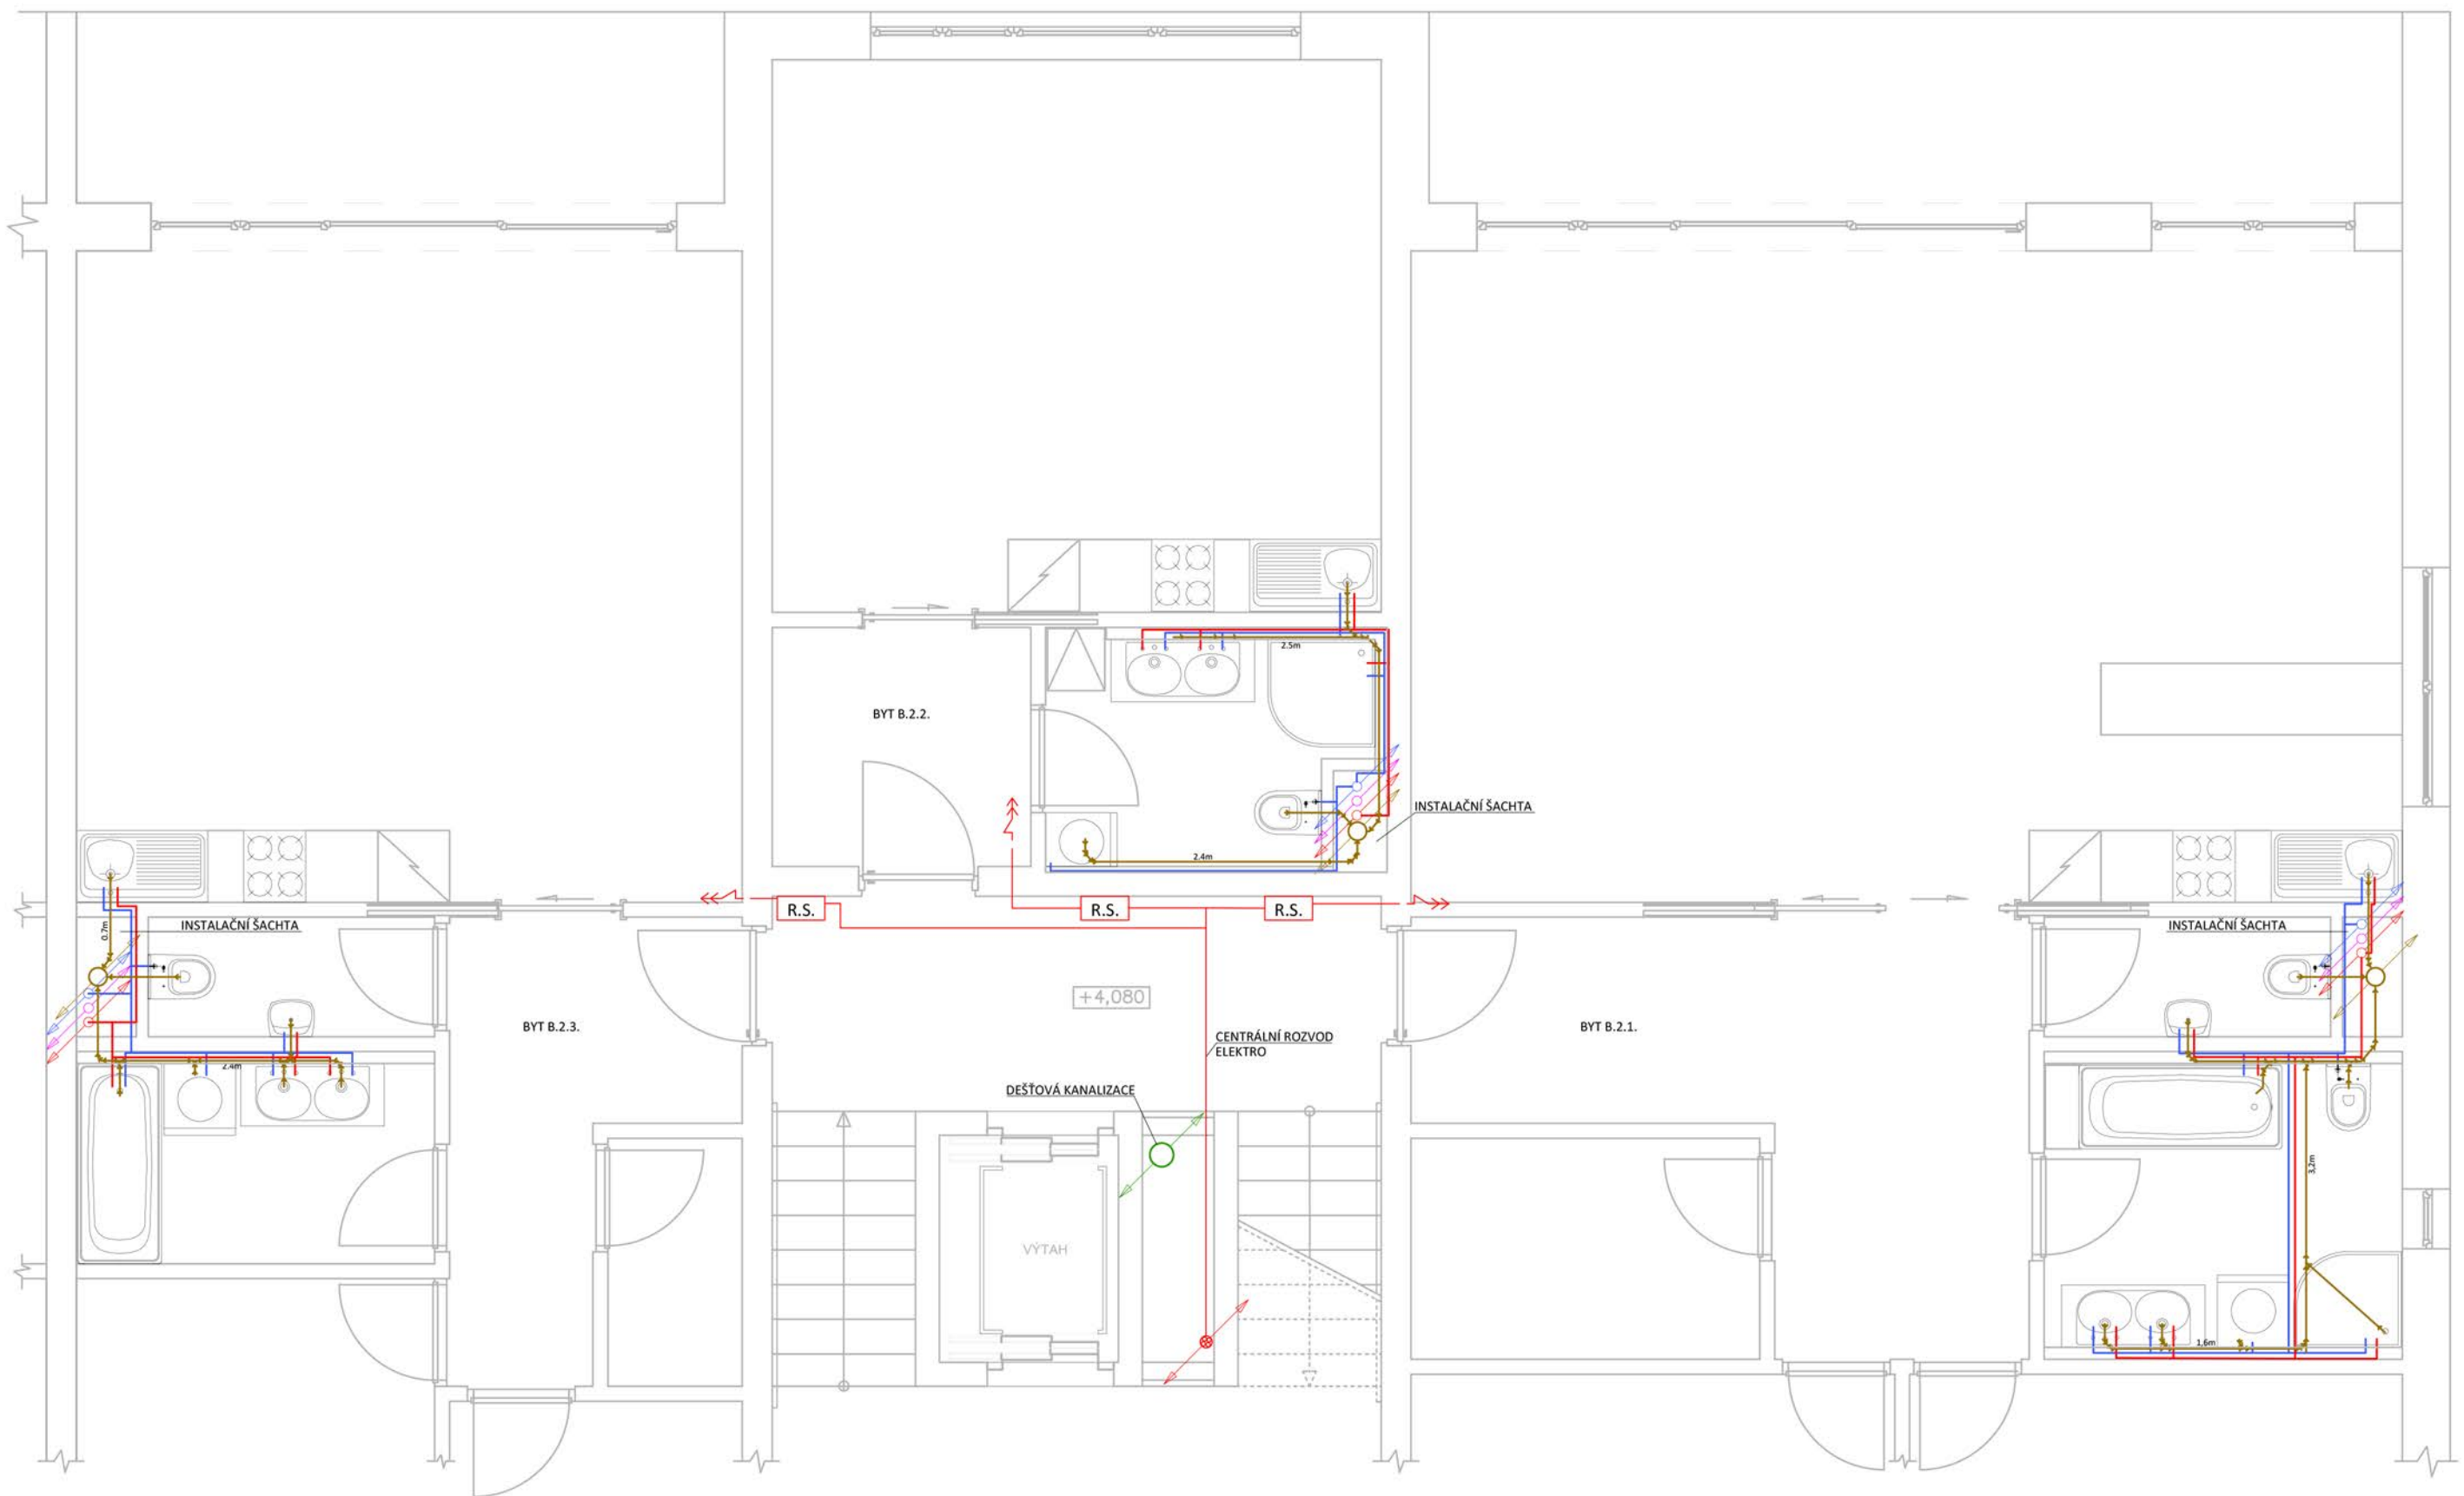 2.5m
BYT B.2.2.
INSTALAČNÍ ŠACHTA
2.4m
R.S.
R.S.
R.S.
0.7m
INSTALAČNÍ ŠACHTA
INSTALAČNÍ ŠACHTA
+4,080
BYT B.2.3.
BYT B.2.1.
CENTRÁLNÍ ROZVOD
ELEKTRO
2.4m
DEŠŤOVÁ KANALIZACE
3,2m
VÝTAH
1,6m